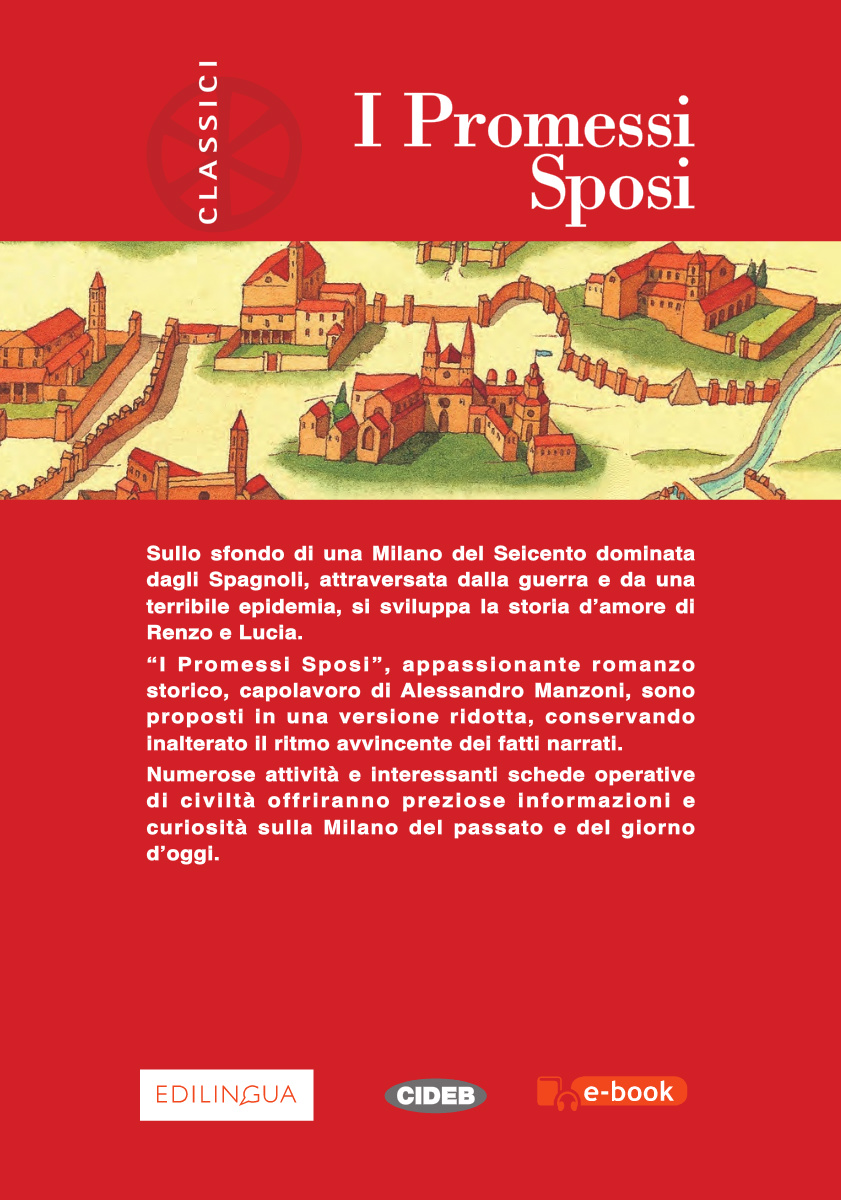 CLASSICI
I Promessi
Sposi
Sullo sfondo di una Milano del Seicento dominata
dagli Spagnoli, attraversata dalla guerra e da una
terribile epidemia, si sviluppa la storia d’amore di
Renzo e Lucia.
“I Promessi Sposi”, appassionante romanzo
storico, capolavoro di Alessandro Manzoni, sono
proposti in una versione ridotta, conservando
inalterato il ritmo avvincente dei fatti narrati.
Numerose attività e interessanti schede operative
di civiltà offriranno preziose informazioni e
curiosità sulla Milano del passato e del giorno
d’oggi.
EDILINGUA
CIDEB
e-book